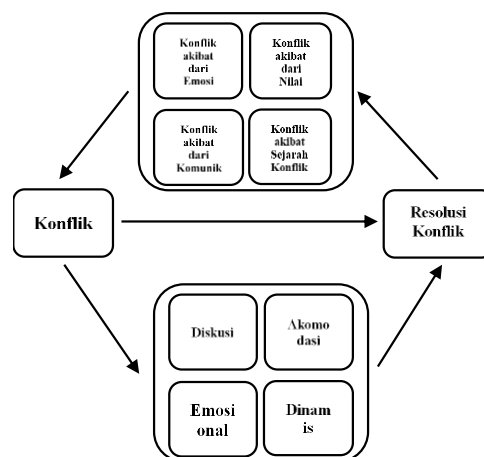 Konflik
akibat
dari
Emosi
Konflik
akibat
dari
Nilai
Konflik
akibat
dari
Komunik
Konflik
akibat
Sejarah
Konflik
Konflik
Resolusi
Konflik
Diskusi
Akomo
dasi
Emosi
onal
Dinam
is